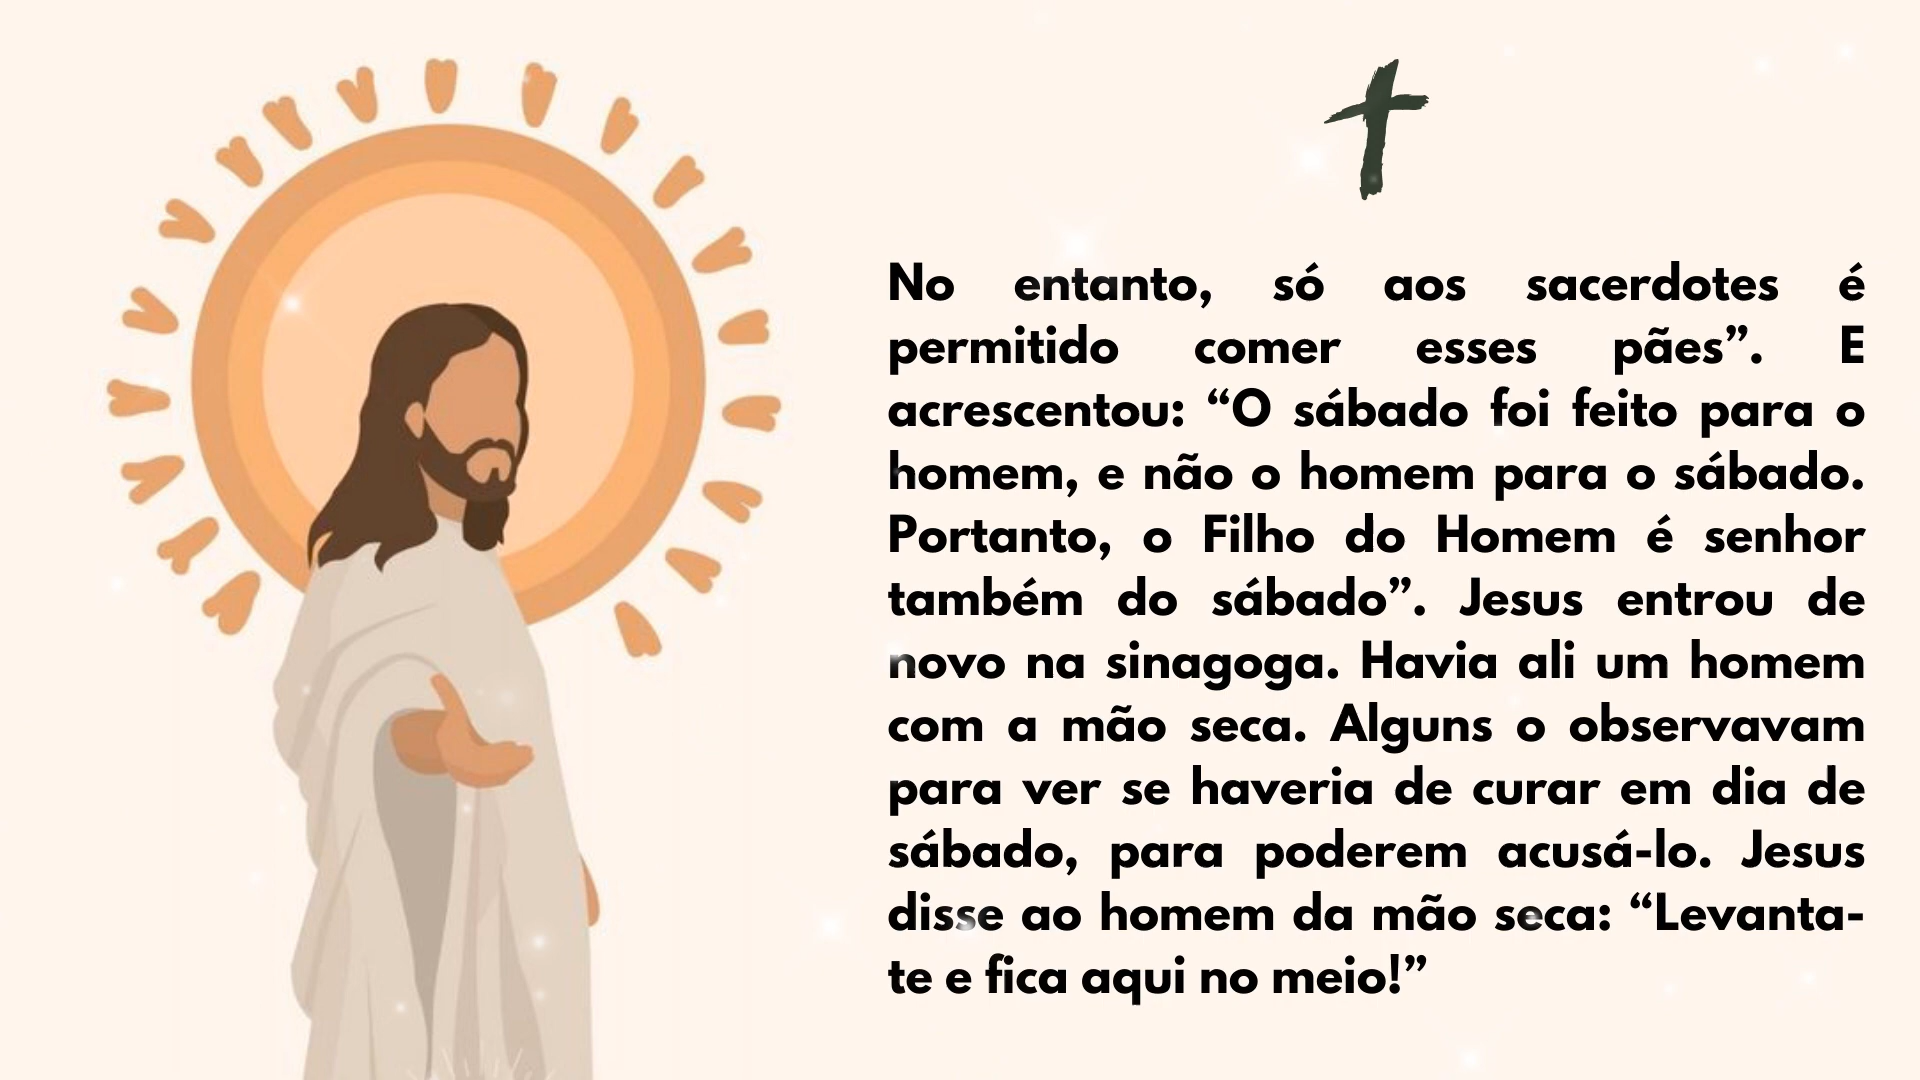 No entanto, só aos sacerdotes é
permitido comer esses pães”. E
acrescentou: “O sábado foi feito para o
homem, e não o homem para o sábado.
Portanto, o Filho do Homem é senhor
também do sábado”. Jesus entrou de
novo na sinagoga. Havia ali um homem
com a mão seca. Alguns o observavam
para ver se haveria de curar em dia de
sábado, para poderem acusá-lo. Jesus
disse ao homem da mão seca: “Levanta-
te e fica aqui no meio!”